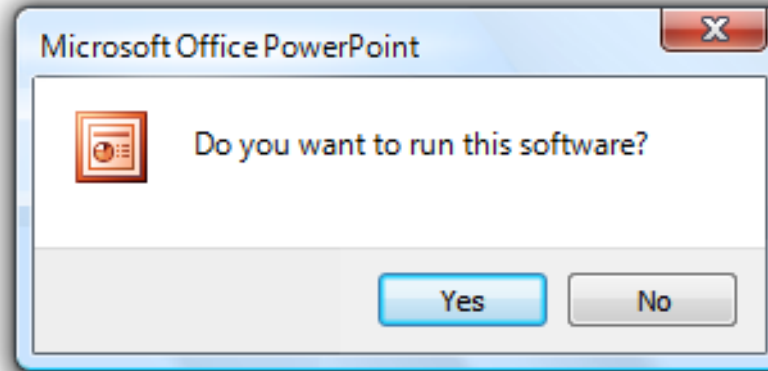 Microsoft Office PowerPoint
Do you want to run this software?
Yes
No